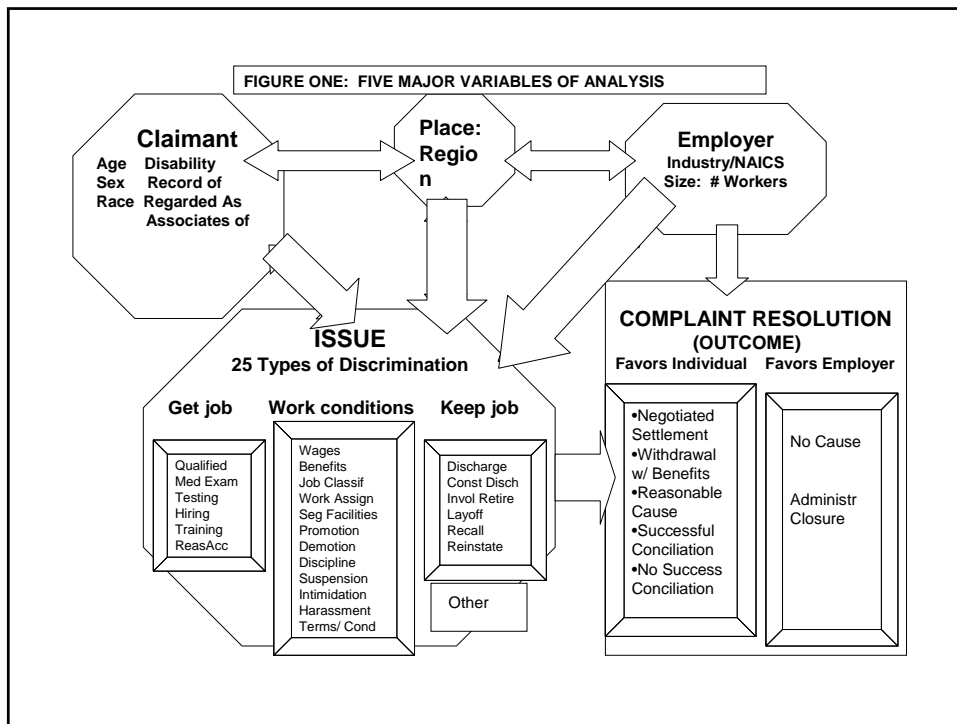 FIGURE ONE: FIVE MAJOR VARIABLES OF ANALYSIS
Claimant
Age Disability
Sex Record of
Race Regarded As
Associates of
Place:
Regio
n
Employer
Industry/NAICS
Size: # Workers
ISSUE
25 Types of Discrimination
Get job
Qualified
Med Exam
Testing
Hiring
Training
ReasAcc
Work conditions
Wages
Benefits
Job Classif
Work Assign
Seg Facilities
Promotion
Demotion
Discipline
Suspension
Intimidation
Harassment
Terms/ Cond
Keep job
Discharge
Const Disch
Invol Retire
Layoff
Recall
Reinstate
Other
COMPLAINT RESOLUTION
(OUTCOME)
Favors Individual
•Negotiated
Settlement
•Withdrawal
w/ Benefits
•Reasonable
Cause
•Successful
Conciliation
•No Success
Conciliation
Favors Employer
No Cause
Administr
Closure